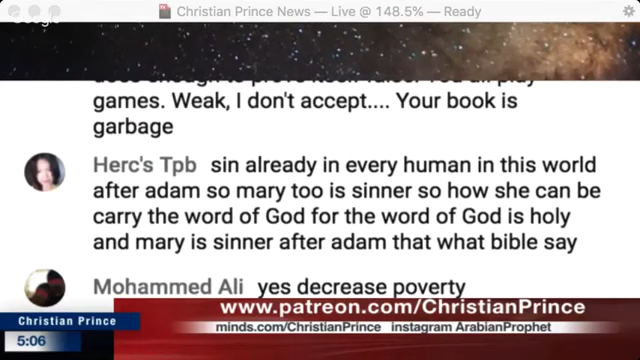 Christian Prince News — Live @ 148.5% — Ready
games. Weak, I don't accept.... Your book is
garbage
Herc's Tpb sin already in every human in this world
after adam so mary too is sinner so how she can be
carry the word of God for the word of God is holy
and mary is sinner after adam that what bible say
Mohammed Ali yes decrease poverty
www.patreon.com/ChristianPrince
Christian Prince
minds.com/ChristianPrince instagram ArabianProphet
5:06